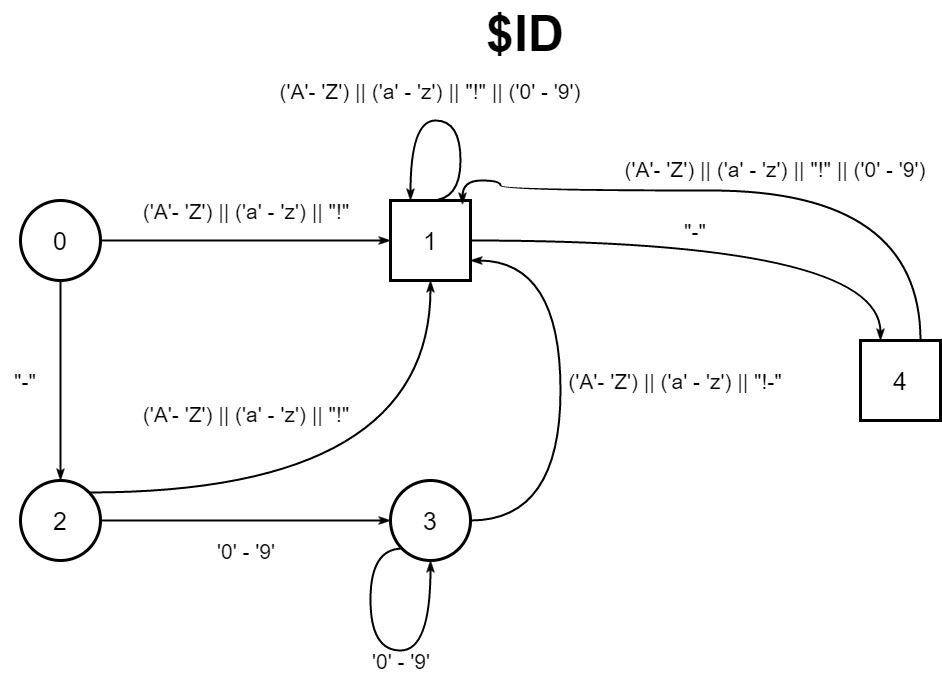 $ID
('A'- 'Z') || ('a' - 'z') || "!" || ('0' - '9')
('A'- 'Z') || ('a' - 'z') || "!" || ('0' - '9')
('A'- 'Z') || ('a' - 'z') || "!"
"-"
0
1
"-"
4
('A'- 'Z') || ('a' - 'z') || "!-"
('A'- 'Z') || ('a' - 'z') || "!"
2
3
'0' - '9'
'0' - '9'